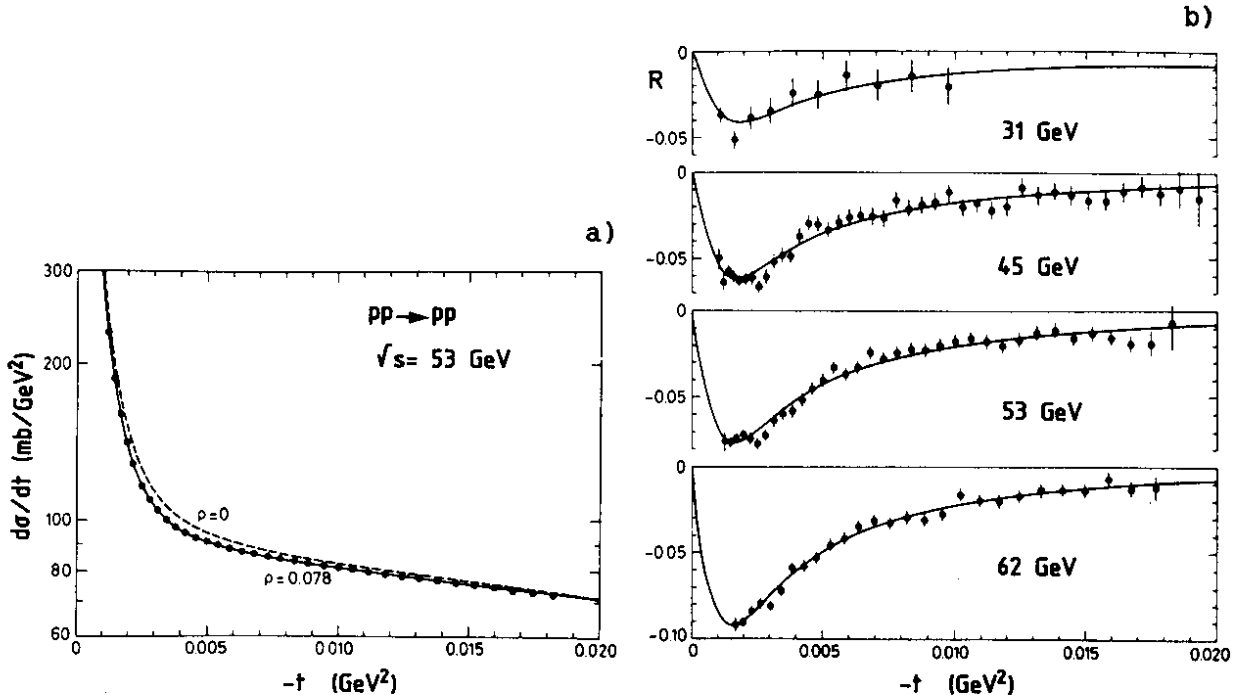 a)
300
200
100
80
60
dσ/dt (mb/GeV²)
pp→pp
√s= 53 GeV
ρ=0
ρ=0.078
0 0.005 0.010 0.015 0.020
-t (GeV²)
b)
R
0
-0.05
31 GeV
0
-0.05
45 GeV
0
-0.05
53 GeV
0
-0.05
-0.10
62 GeV
0 0.005 0.010 0.015 0.020
-t (GeV²)